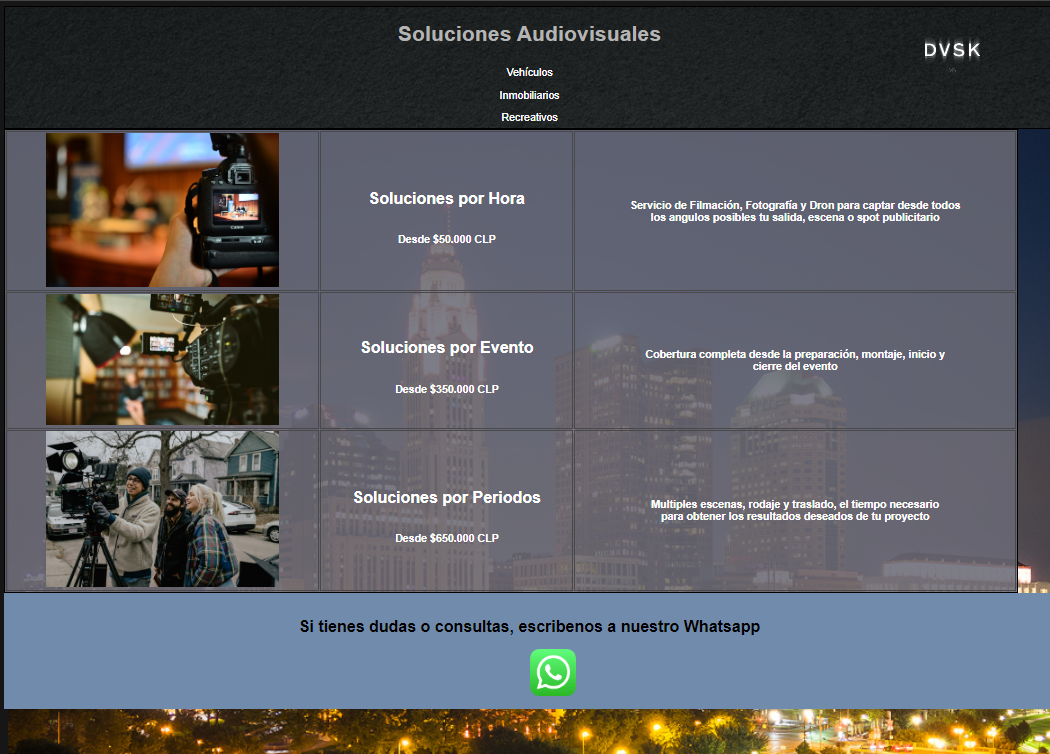 Soluciones Audiovisuales
DVSK
Vehículos
Inmobiliarios
Recreativos
Soluciones por Hora
Desde $50.000 CLP
Servicio de Filmación, Fotografía y Dron para captar desde todos
los angulos posibles tu salida, escena o spot publicitario
Soluciones por Evento
Desde $350.000 CLP
Cobertura completa desde la preparación, montaje, inicio y
cierre del evento
Soluciones por Periodos
Desde $650.000 CLP
Multiples escenas, rodaje y traslado, el tiempo necesario
para obtener los resultados deseados de tu proyecto
Si tienes dudas o consultas, escribenos a nuestro Whatsapp